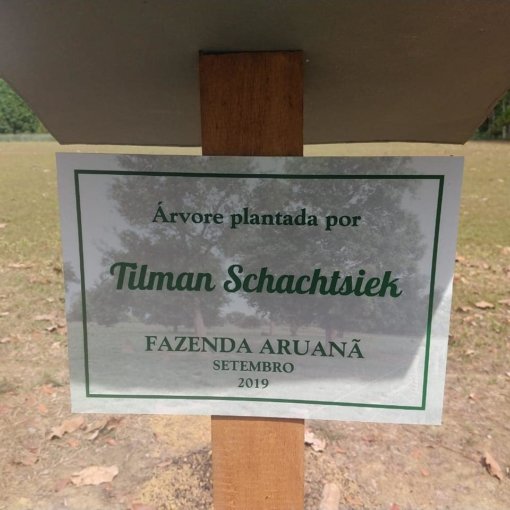 Árvore plantada por
Tilman Schachtsiek
FAZENDA ARUANÃ
SETEMBRO
2019